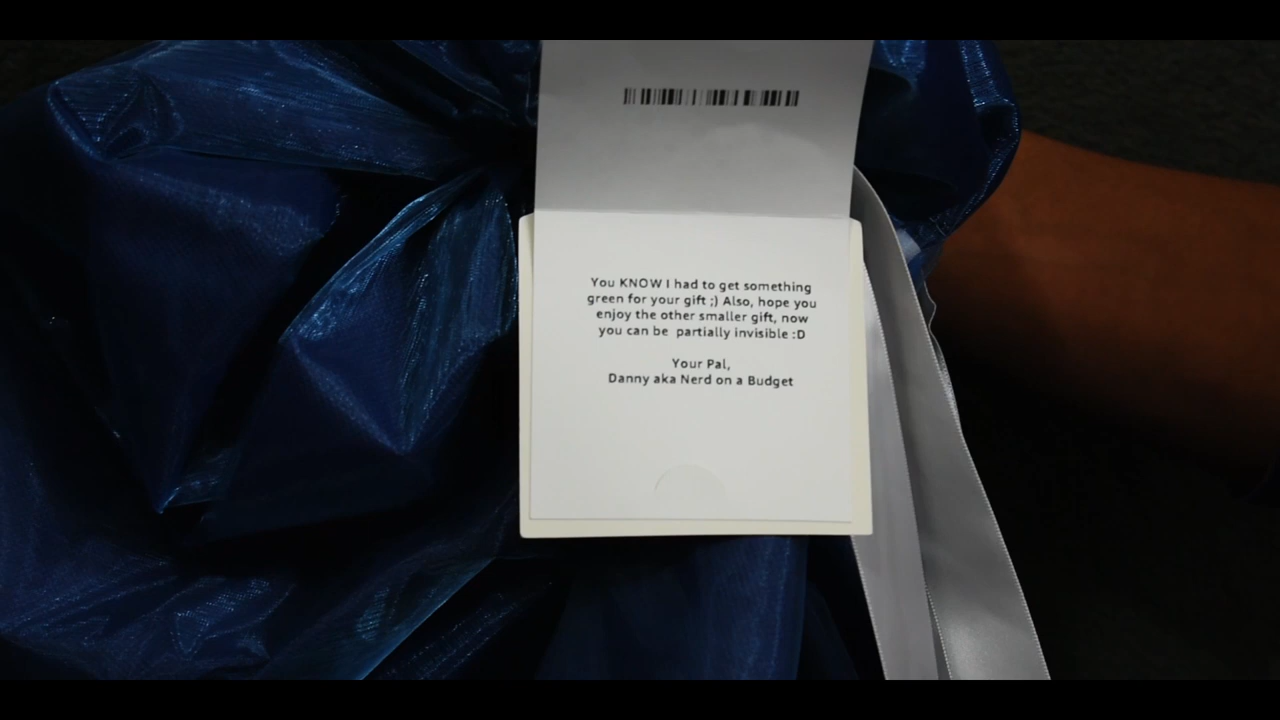 You KNOW I had to get something
green for your gift ;) Also, hope you
enjoy the other smaller gift, now
you can be partially invisible :D
Your Pal,
Danny aka Nerd on a Budget